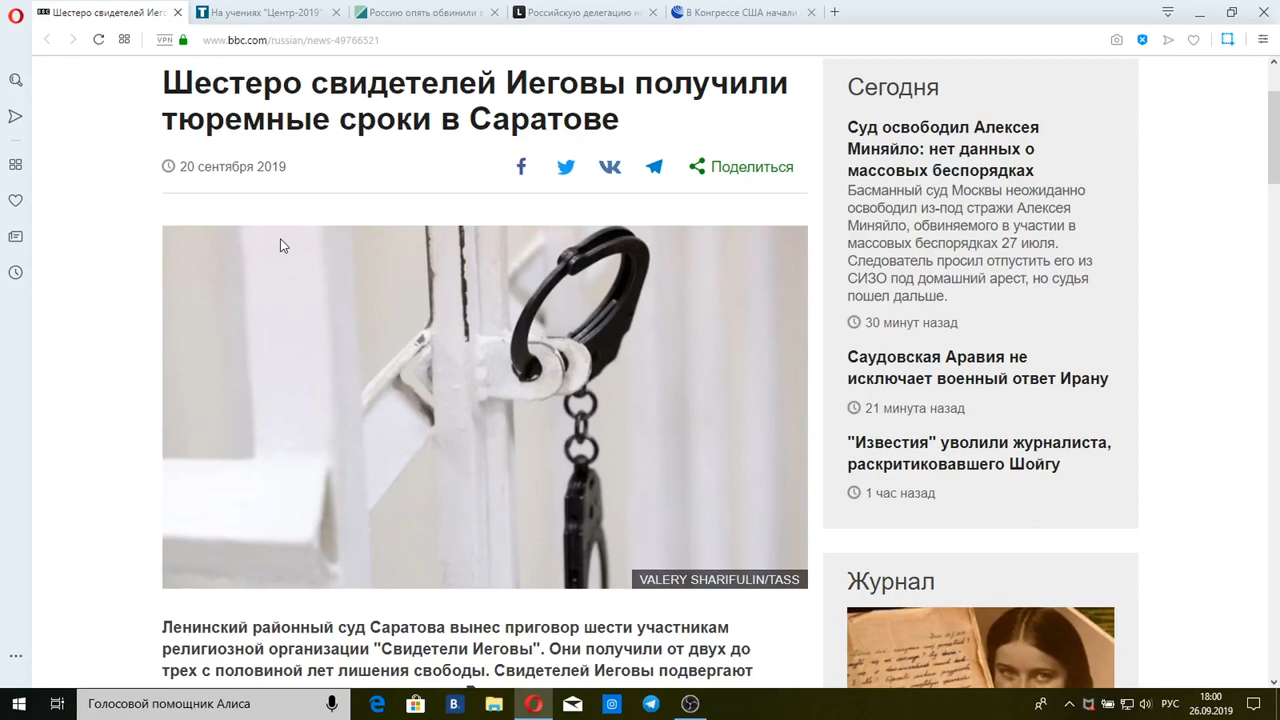 Шестеро свидетелей Иегов
На учениях "Центр-2019"
Россию опять обвинили в
Российскую делегацию н
В Конгрессе США начали
VPN
www.bbc.com/russian/news-49766521
Шестеро свидетелей Иеговы получили
тюремные сроки в Саратове
20 сентября 2019
Поделиться
VALERY SHARIFULIN/TASS
Ленинский районный суд Саратова вынес приговор шести участникам
религиозной организации "Свидетели Иеговы". Они получили от двух до
трех с половиной лет лишения свободы. Свидетелей Иеговы подвергают
Сегодня
Суд освободил Алексея
Миняйло: нет данных о
массовых беспорядках
Басманный суд Москвы неожиданно
освободил из-под стражи Алексея
Миняйло, обвиняемого в участии в
массовых беспорядках 27 июля.
Следователь просил отпустить его из
СИЗО под домашний арест, но судья
пошел дальше.
30 минут назад
Саудовская Аравия не
исключает военный ответ Ирану
21 минута назад
"Известия" уволили журналиста,
раскритиковавшего Шойгу
1 час назад
Журнал
Голосовой помощник Алиса
РУС
18:00
26.09.2019